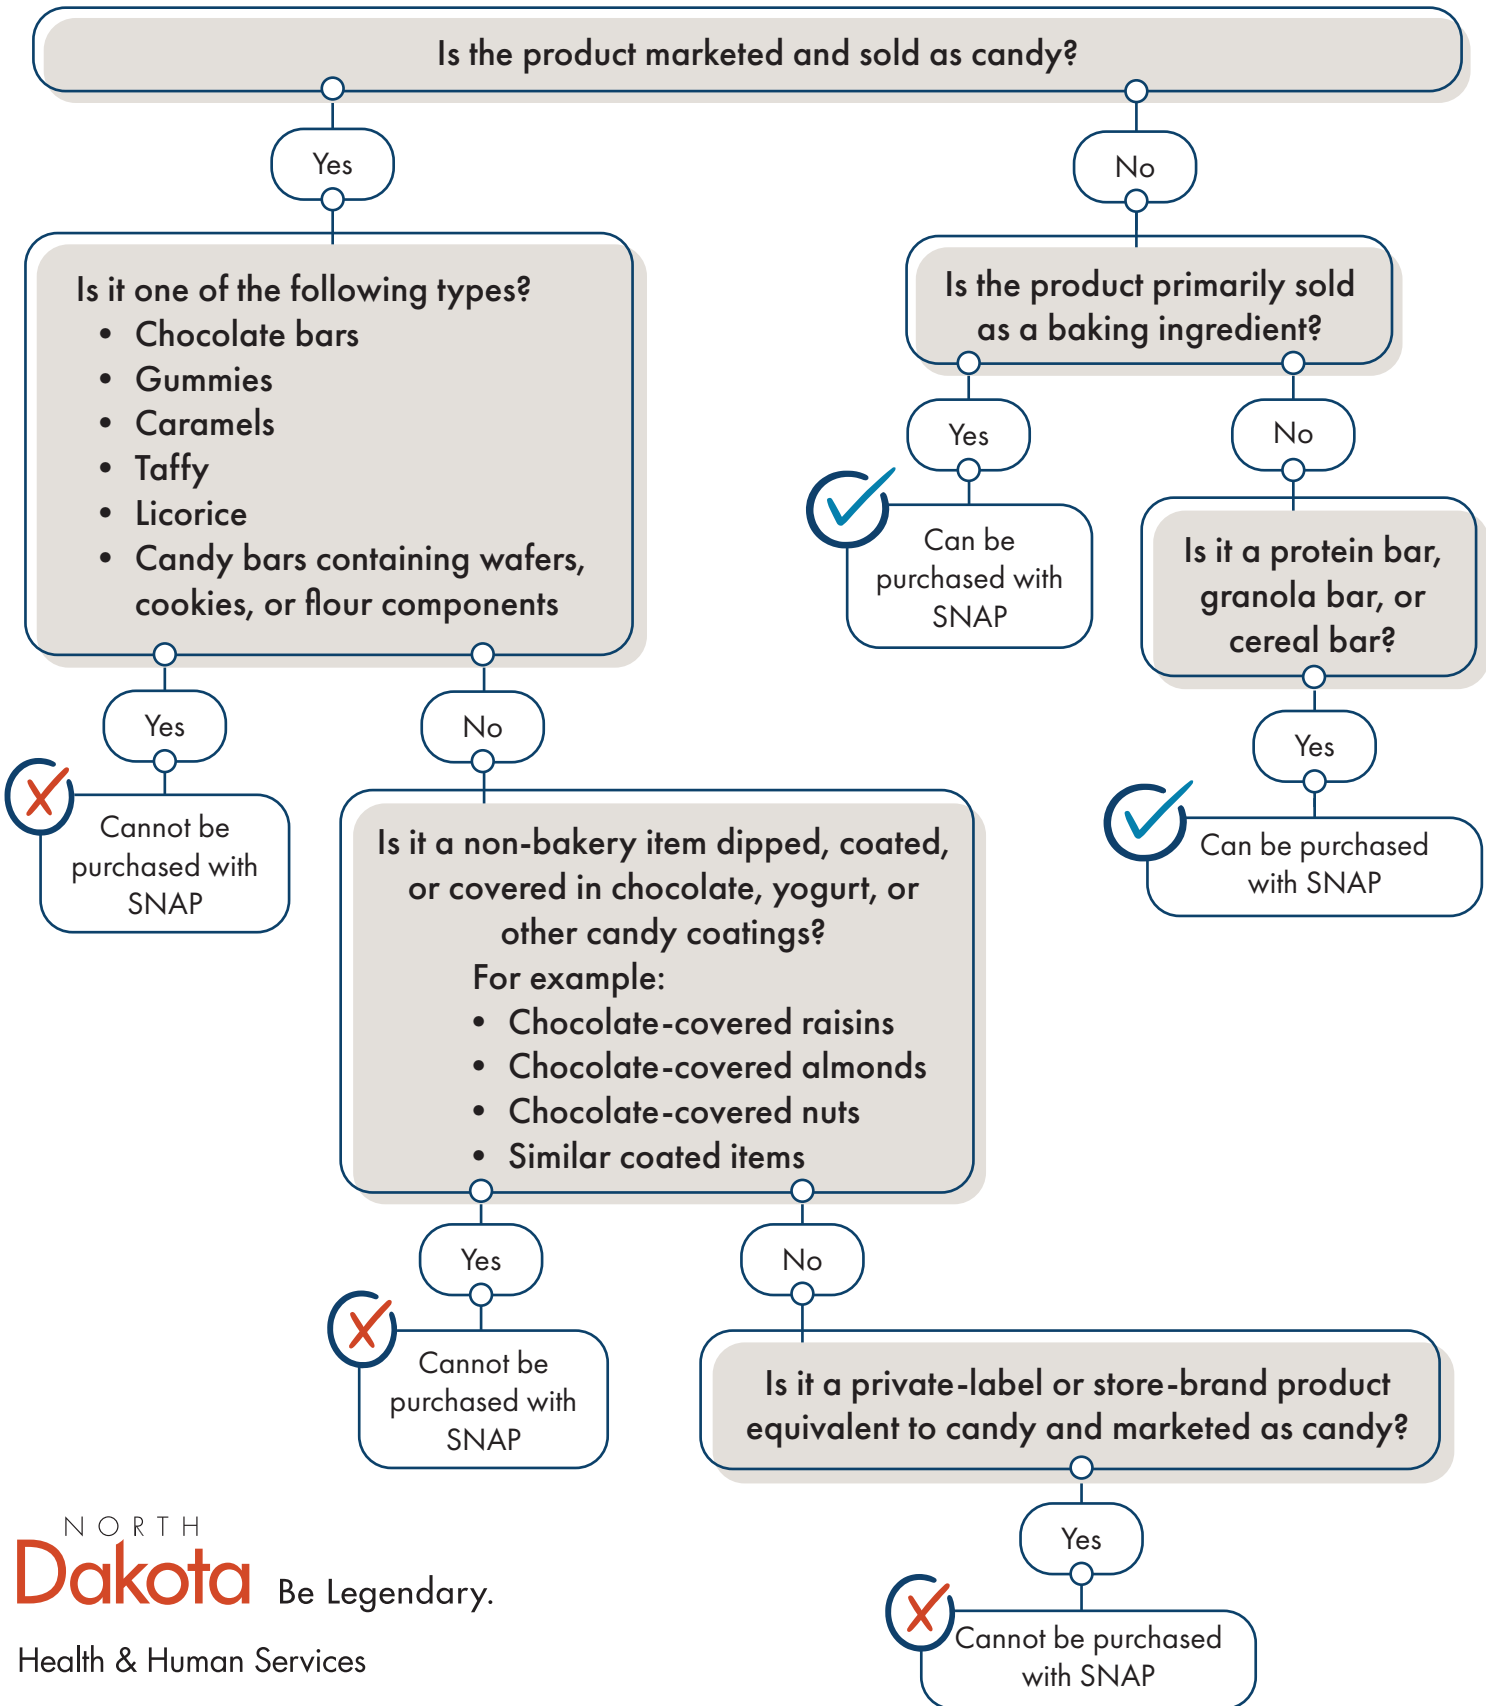 Is the product marketed and sold as candy?
Yes
No
Is it one of the following types?
• Chocolate bars
• Gummies
• Caramels
• Taffy
• Licorice
• Candy bars containing wafers,
cookies, or flour components
Is the product primarily sold
as a baking ingredient?
Yes
No
Can be
purchased with
SNAP
Is it a protein bar,
granola bar, or
cereal bar?
Yes
Can be purchased
with SNAP
Yes
No
Cannot be
purchased with
SNAP
Is it a non-bakery item dipped, coated,
or covered in chocolate, yogurt, or
other candy coatings?
For example:
• Chocolate-covered raisins
• Chocolate-covered almonds
• Chocolate-covered nuts
• Similar coated items
Yes
No
Cannot be
purchased with
SNAP
Is it a private-label or store-brand product
equivalent to candy and marketed as candy?
Yes
Cannot be purchased
with SNAP
NORTH
Dakota Be Legendary.
Health & Human Services